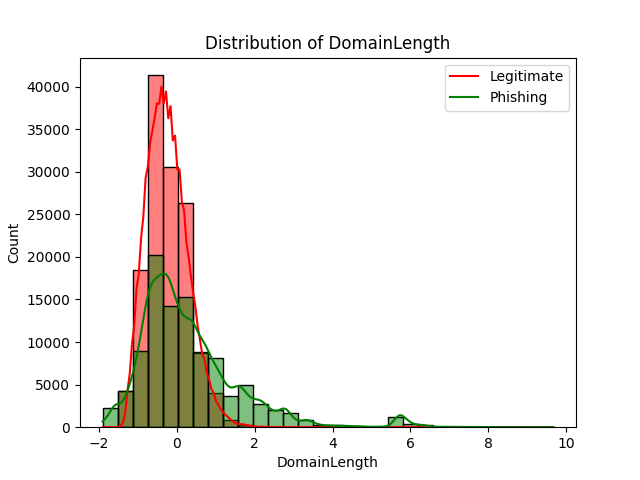 Distribution of DomainLength
Legitimate
Phishing
Count
40000
35000
30000
25000
20000
15000
10000
5000
0
−2 0 2 4 6 8 10
DomainLength